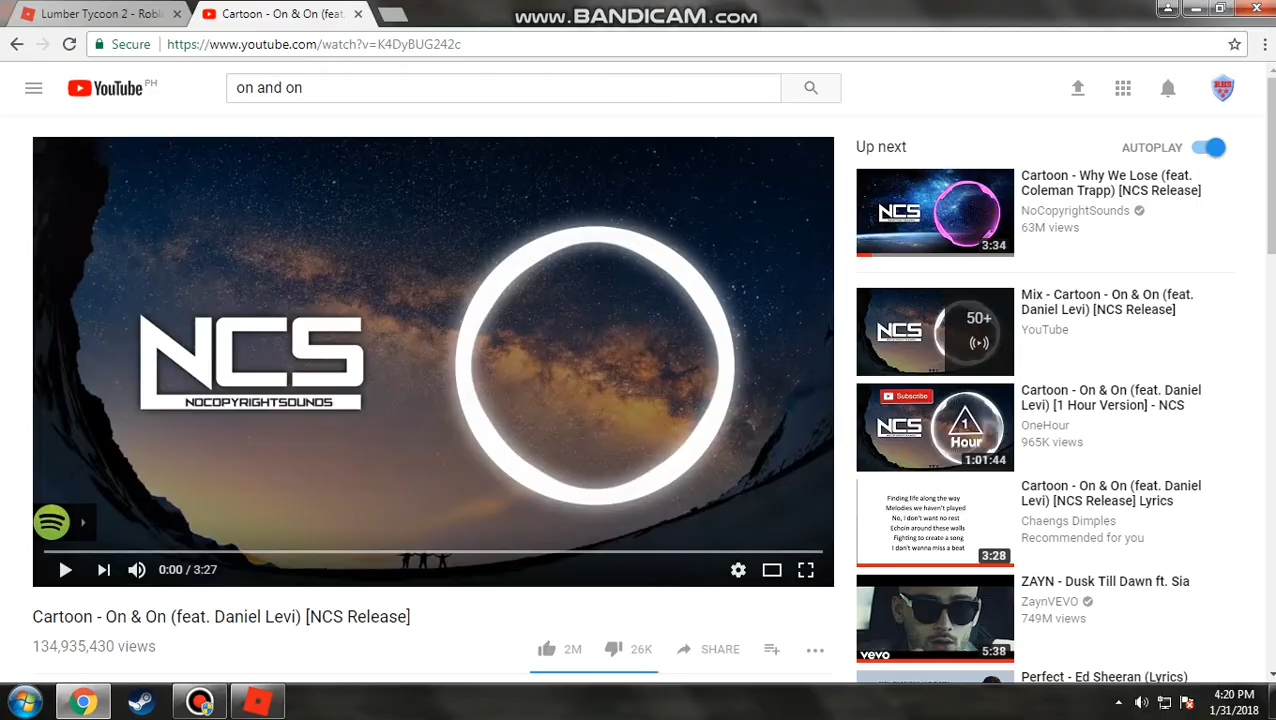 www.BANDICAM.com
Lumber Tycoon 2 - Robl
Cartoon - On & On (feat.
Secure
https://www.youtube.com/watch?v=K4DyBUG242c
YouTube PH
on and on
NCS
NOCOPYRIGHTSOUNDS
0:00 / 3:27
Cartoon - On & On (feat. Daniel Levi) [NCS Release]
134,935,430 views
2M
26K
SHARE
Up next
AUTOPLAY
NCS
3:34
Cartoon - Why We Lose (feat.
Coleman Trapp) [NCS Release]
NoCopyrightSounds
63M views
NCS
50+
Mix - Cartoon - On & On (feat.
Daniel Levi) [NCS Release]
YouTube
Subscribe
NCS
1
Hour
1:01:44
Cartoon - On & On (feat. Daniel
Levi) [1 Hour Version] - NCS
OneHour
965K views
Finding life along the way
Melodies we haven't played
No, I don't want no rest
Echoin around these walls
Fighting to create a song
I don't wanna miss a beat
3:28
Cartoon - On & On (feat. Daniel
Levi) [NCS Release] Lyrics
Chaengs Dimples
Recommended for you
vevo
5:38
ZAYN - Dusk Till Dawn ft. Sia
ZaynVEVO
749M views
Perfect - Ed Sheeran (Lyrics)
4:20 PM
1/31/2018